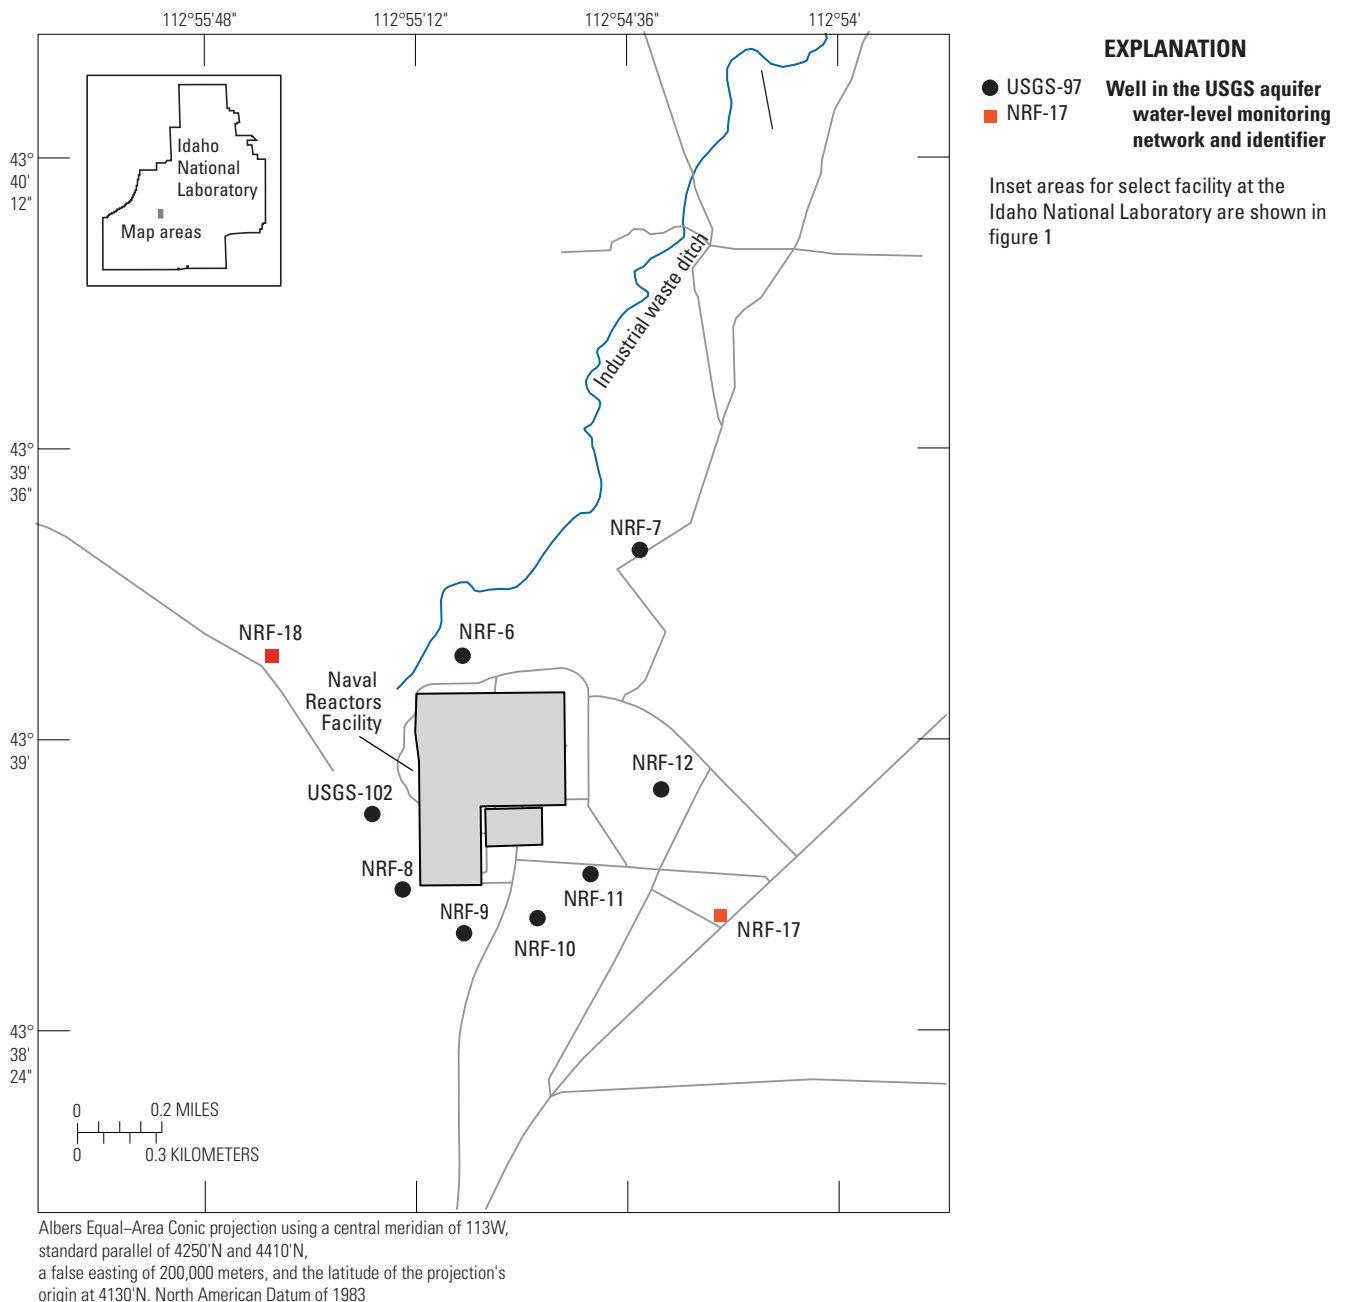 112°55'48"
112°55'12"
112°54'36"
112°54'
EXPLANATION
USGS-97
NRF-17
Well in the USGS aquifer
water-level monitoring
network and identifier
Inset areas for select facility at the
Idaho National Laboratory are shown in
figure 1
Idaho
National
Laboratory
Map areas
43°
40'
12"
Industrial waste ditch
43°
39'
36"
NRF-7
NRF-18
NRF-6
Naval
Reactors
Facility
43°
39'
NRF-12
USGS-102
NRF-8
NRF-11
NRF-9
NRF-10
NRF-17
43°
38'
24"
0 0.2 MILES
0 0.3 KILOMETERS
Albers Equal–Area Conic projection using a central meridian of 113W,
standard parallel of 4250'N and 4410'N,
a false easting of 200,000 meters, and the latitude of the projection's
origin at 4130'N. North American Datum of 1983